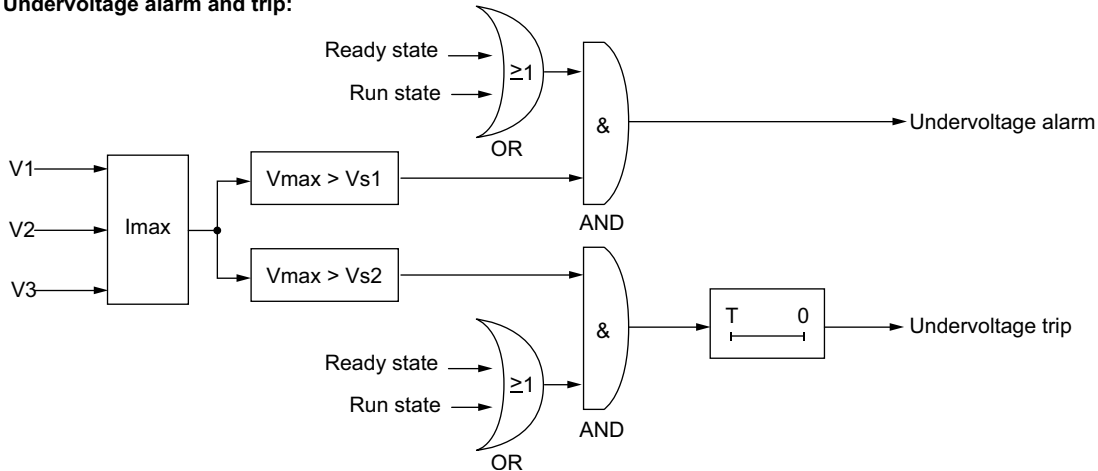 Undervoltage alarm and trip:
Ready state
Run state
≥1
OR
&
AND
Undervoltage alarm
V1
V2
V3
Imax
Vmax > Vs1
Vmax > Vs2
&
AND
T 0
Undervoltage trip
Ready state
Run state
≥1
OR